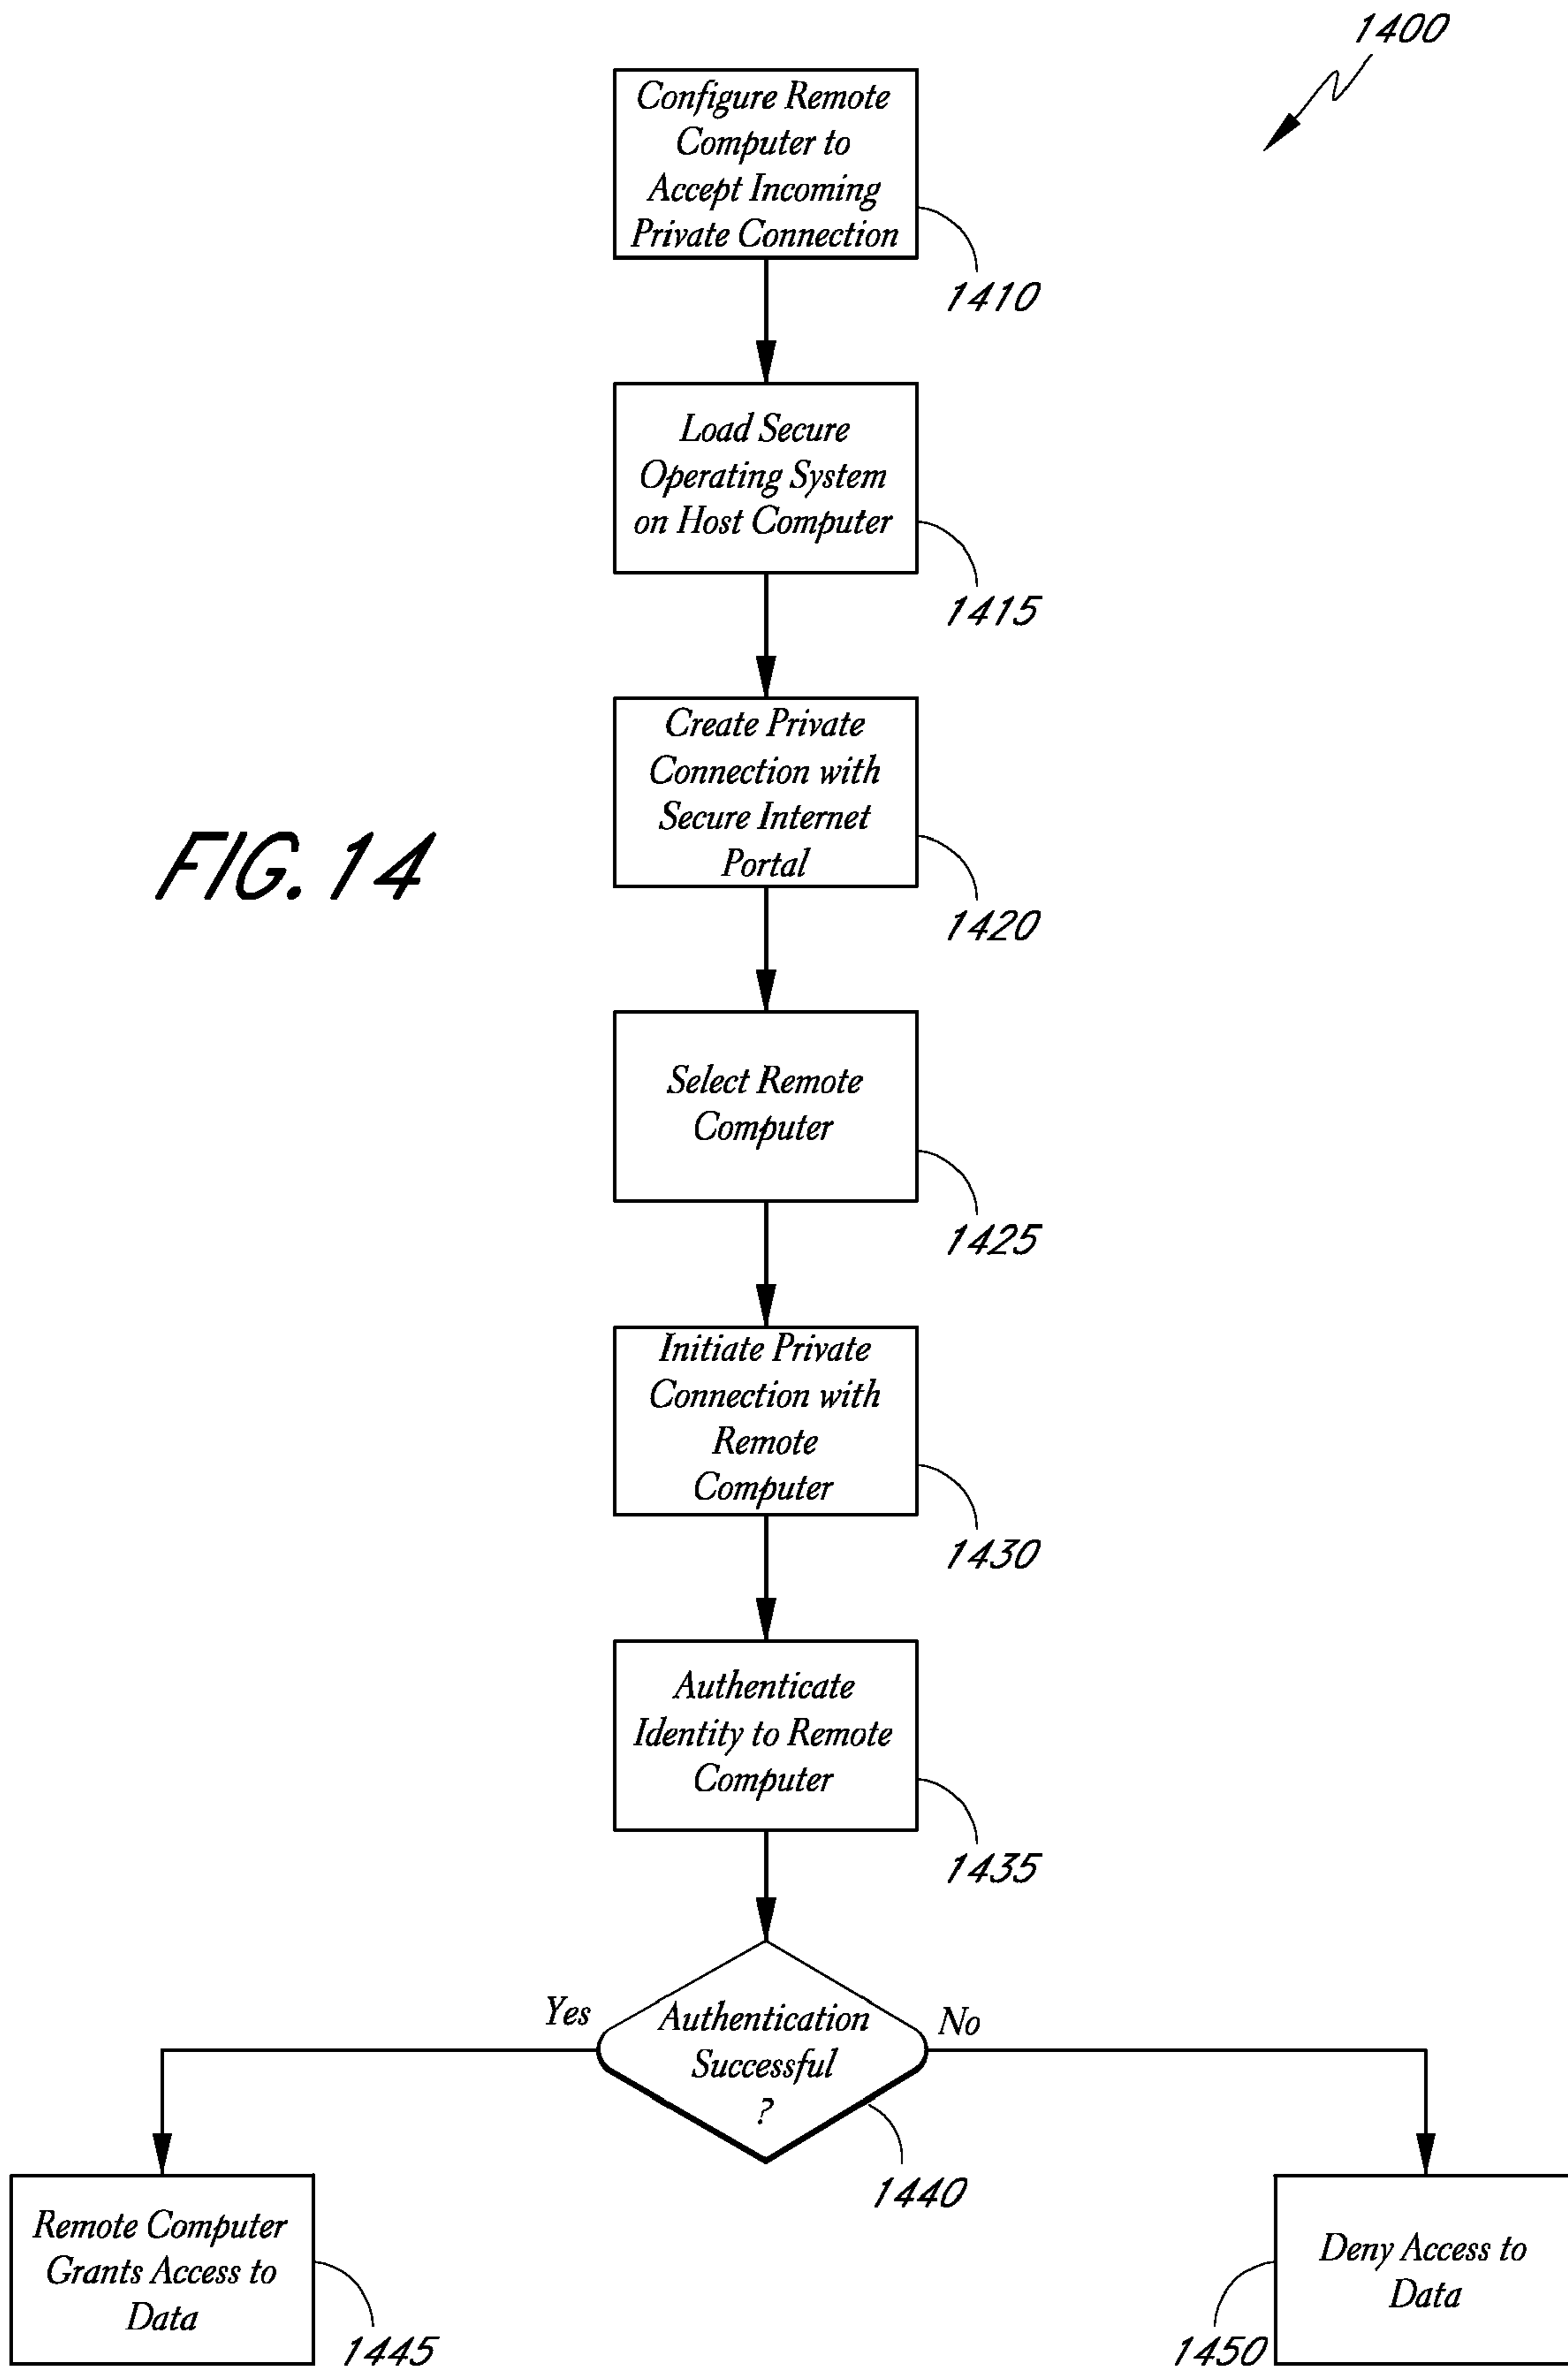 1400
Configure Remote
Computer to
Accept Incoming
Private Connection
1410
Load Secure
Operating System
on Host Computer
1415
Create Private
Connection with
Secure Internet
Portal
1420
FIG. 14
Select Remote
Computer
1425
Initiate Private
Connection with
Remote
Computer
1430
Authenticate
Identity to Remote
Computer
1435
Yes
Authentication
Successful
?
No
1440
Remote Computer
Grants Access to
Data
1445
Deny Access to
Data
1450